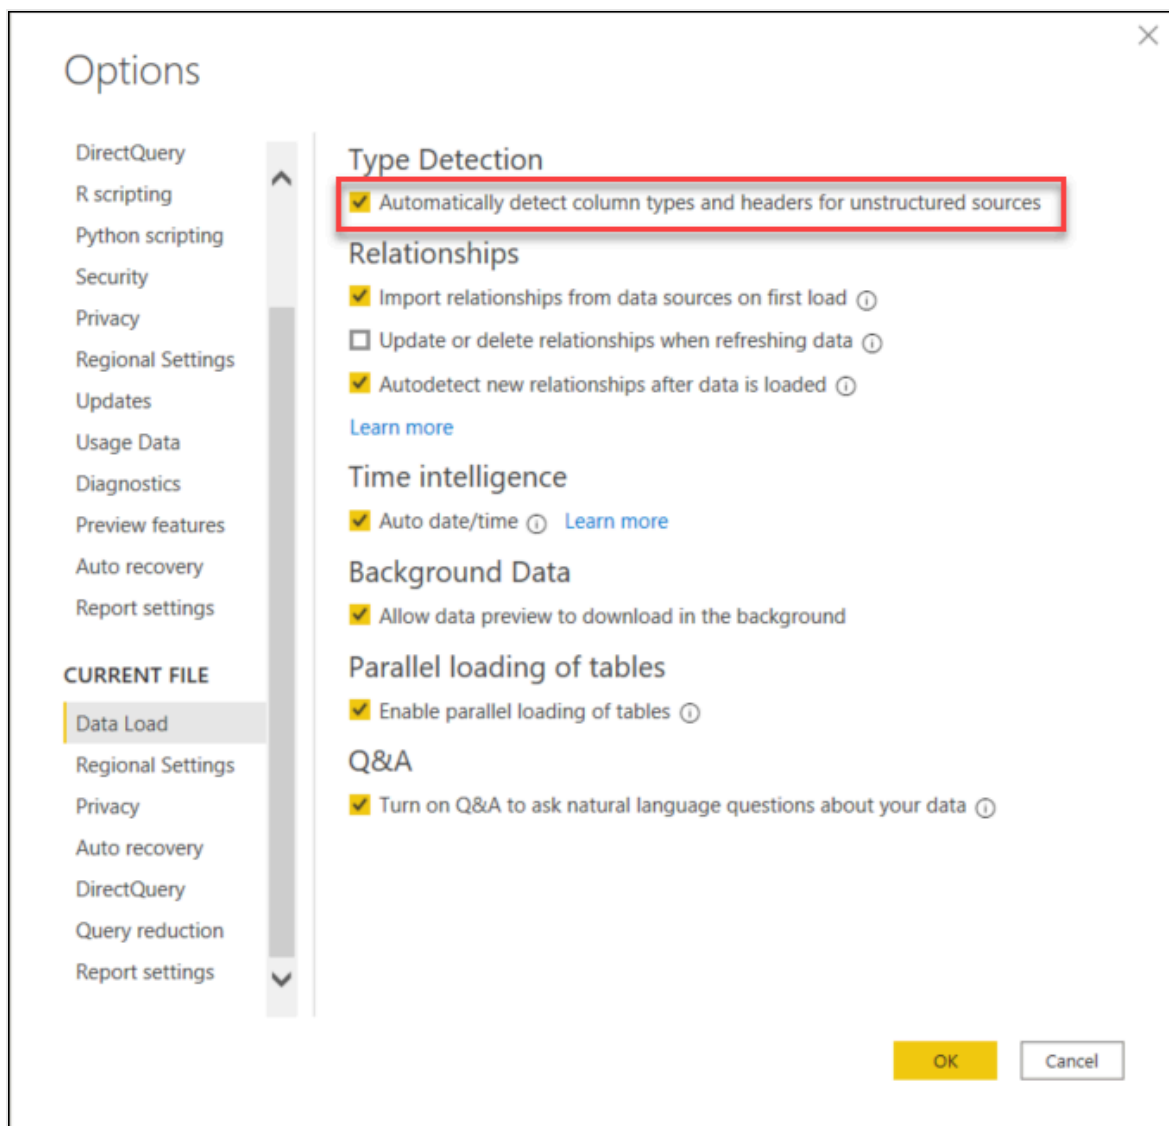 Options
DirectQuery
R scripting
Python scripting
Security
Privacy
Regional Settings
Updates
Usage Data
Diagnostics
Preview features
Auto recovery
Report settings
CURRENT FILE
Data Load
Regional Settings
Privacy
Auto recovery
DirectQuery
Query reduction
Report settings
Type Detection
Automatically detect column types and headers for unstructured sources
Relationships
Import relationships from data sources on first load
Update or delete relationships when refreshing data
Autodetect new relationships after data is loaded
Learn more
Time intelligence
Auto date/time Learn more
Background Data
Allow data preview to download in the background
Parallel loading of tables
Enable parallel loading of tables
Q&A
Turn on Q&A to ask natural language questions about your data
OK Cancel